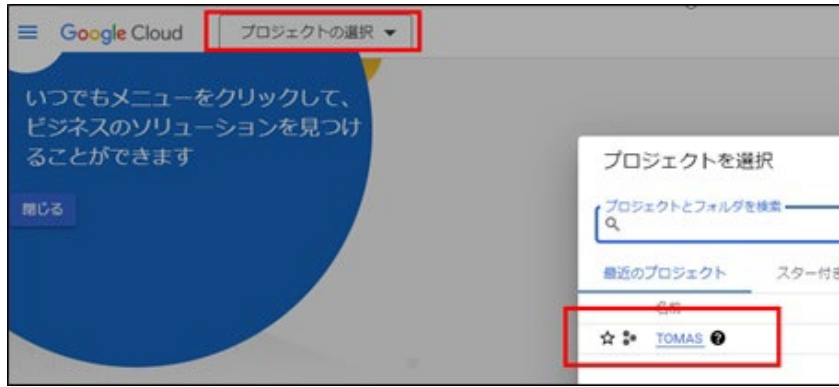 Google Cloud
プロジェクトの選択
いつでもメニューをクリックして、
ビジネスのソリューションを見つけ
ることができます
閉じる
プロジェクトを選択
プロジェクトとフォルダを検索
最近のプロジェクト
スター付き
名前
TOMAS